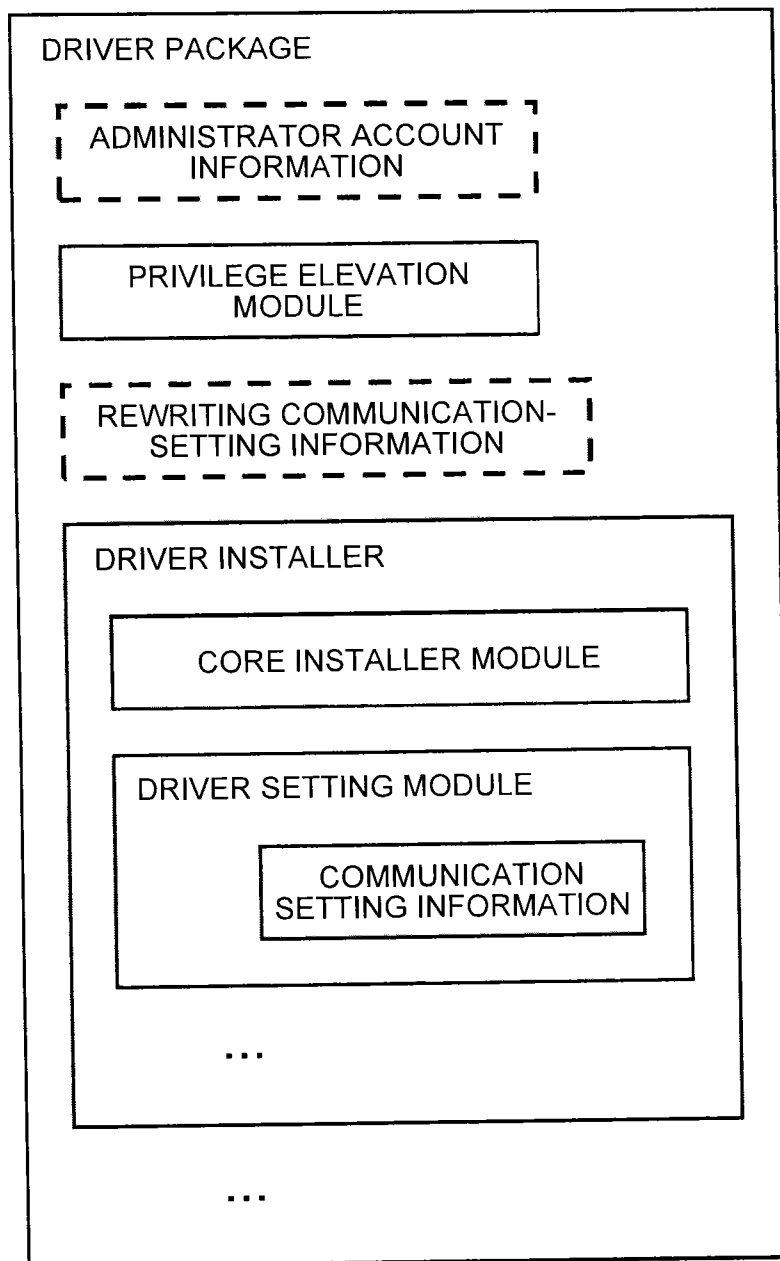 DRIVER PACKAGE
ADMINISTRATOR ACCOUNT
INFORMATION
PRIVILEGE ELEVATION
MODULE
REWRITING COMMUNICATION-
SETTING INFORMATION
DRIVER INSTALLER
CORE INSTALLER MODULE
DRIVER SETTING MODULE
COMMUNICATION
SETTING INFORMATION
...
...